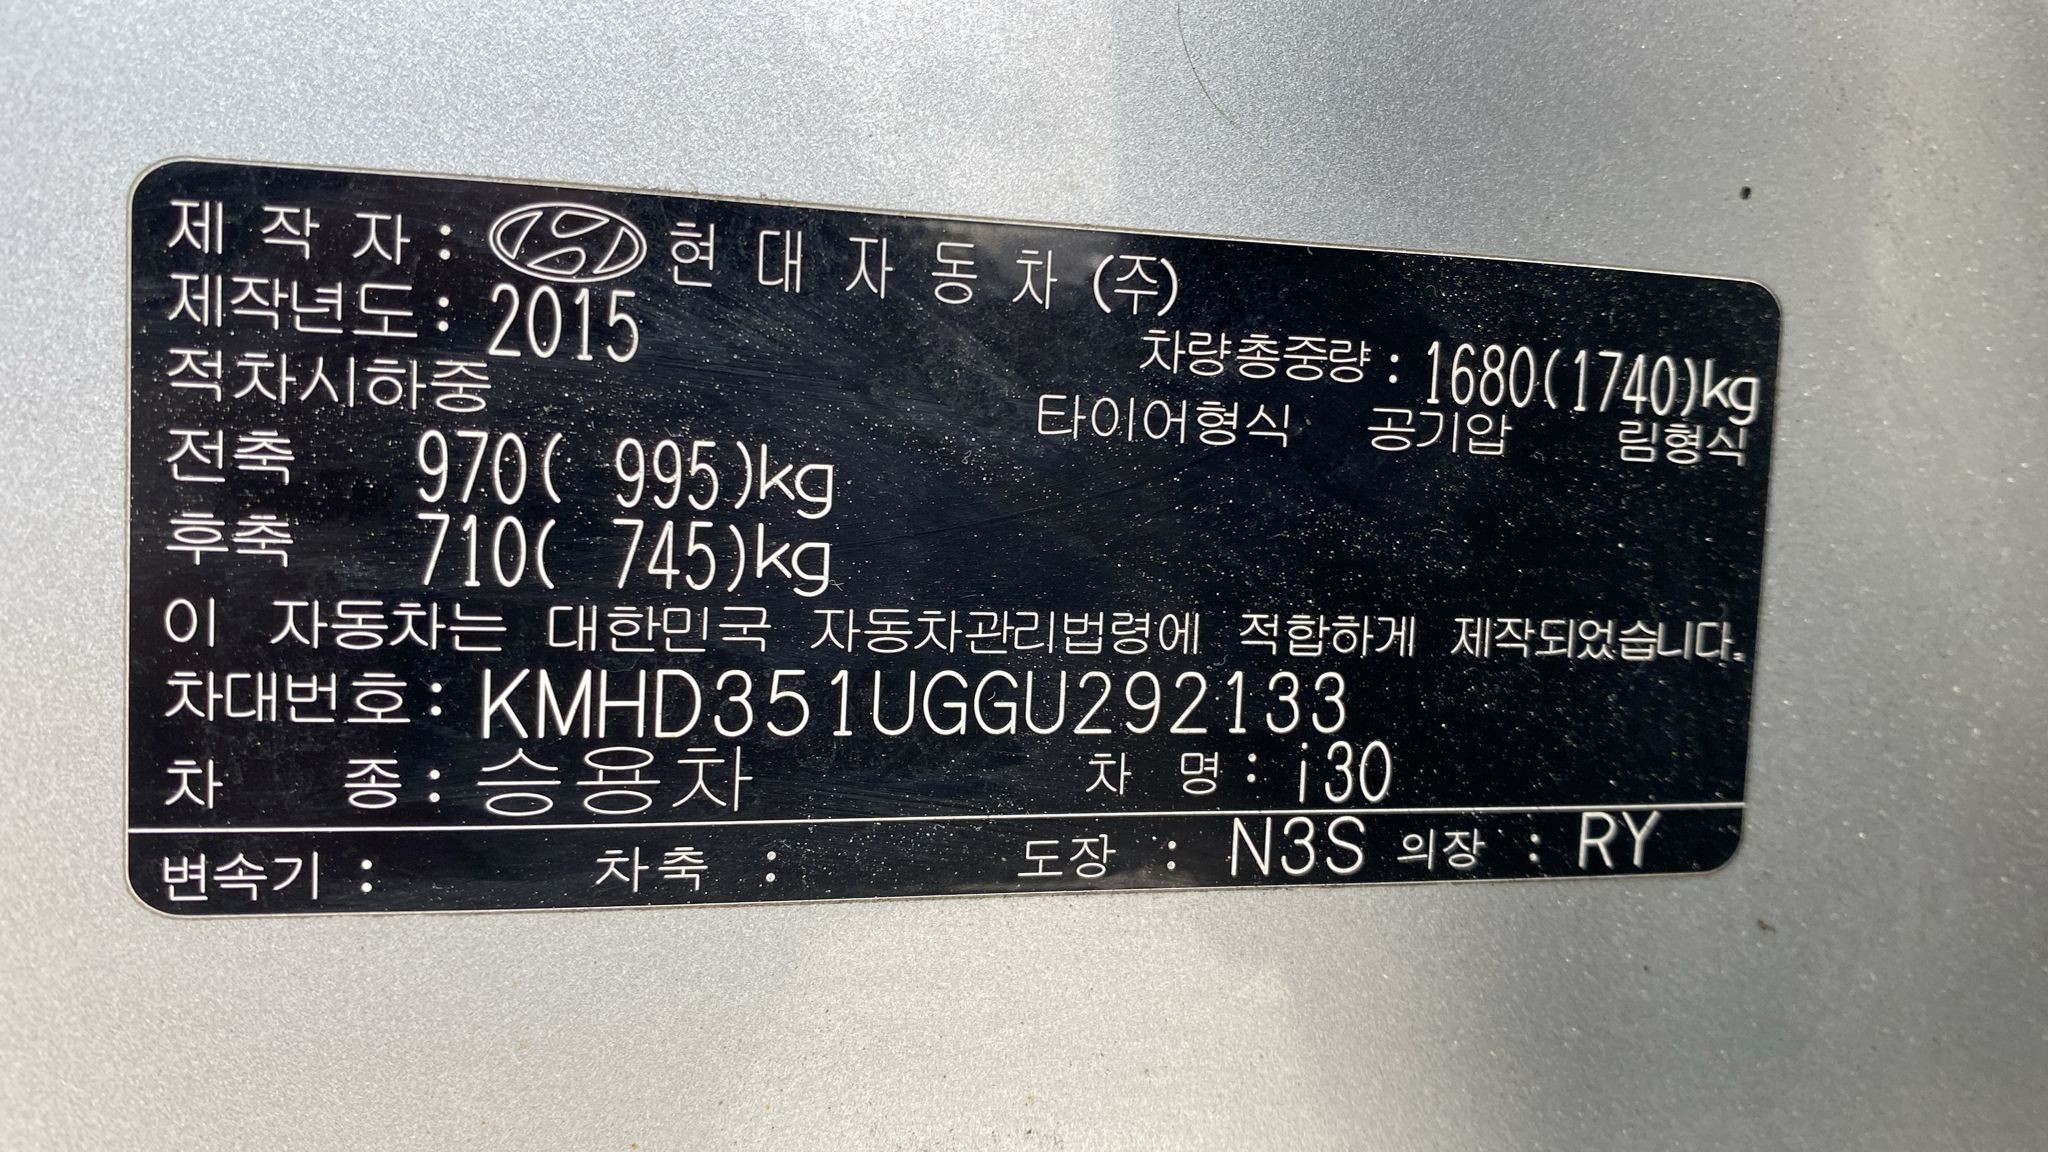 제 작 자 : 현 대 자 동 차 (주)
제작년도 : 2015
차량총중량 : 1680(1740)kg
적차시하중
타이어형식 공기압 림형식
전축 970( 995)kg
후축 710( 745)kg
이 자동차는 대한민국 자동차관리법령에 적합하게 제작되었습니다.
차대번호 : KMHD351UGGU292133
차 종 : 승용차 차 명 : i30
변속기 : 차축 : 도장 : N3S 의장 : RY